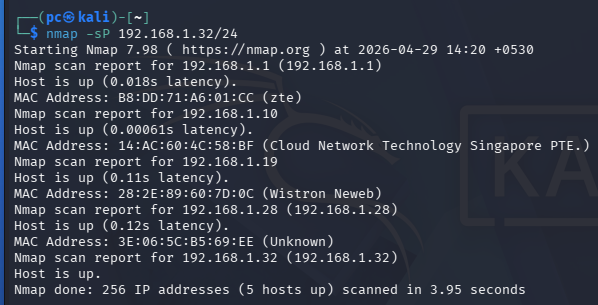 ┌──(pc㉿kali)-[~]
└─$ nmap -sP 192.168.1.32/24
Starting Nmap 7.98 ( https://nmap.org ) at 2026-04-29 14:20 +0530
Nmap scan report for 192.168.1.1 (192.168.1.1)
Host is up (0.018s latency).
MAC Address: B8:DD:71:A6:01:CC (zte)
Nmap scan report for 192.168.1.10
Host is up (0.00061s latency).
MAC Address: 14:AC:60:4C:58:BF (Cloud Network Technology Singapore PTE.)
Nmap scan report for 192.168.1.19
Host is up (0.11s latency).
MAC Address: 28:2E:89:60:7D:0C (Wistron Neweb)
Nmap scan report for 192.168.1.28 (192.168.1.28)
Host is up (0.12s latency).
MAC Address: 3E:06:5C:B5:69:EE (Unknown)
Nmap scan report for 192.168.1.32 (192.168.1.32)
Host is up.
Nmap done: 256 IP addresses (5 hosts up) scanned in 3.95 seconds
KA